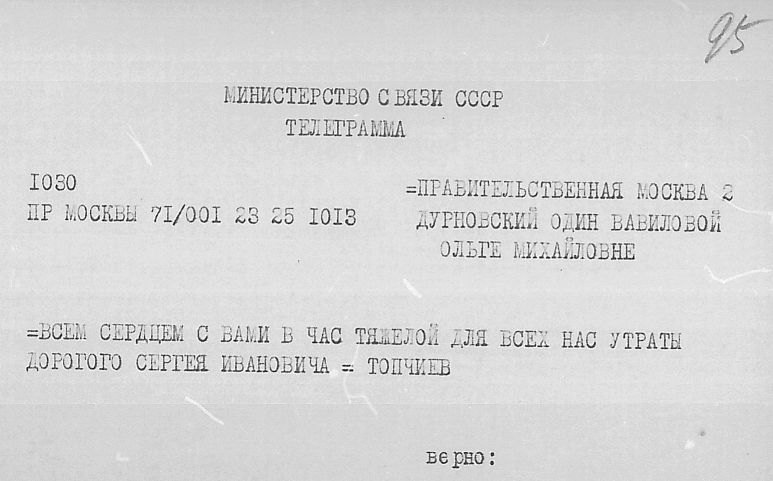 95
МИНИСТЕРСТВО СВЯЗИ СССР
ТЕЛЕГРАММА
1030
=ПРАВИТЕЛЬСТВЕННАЯ МОСКВА 2
ПР МОСКВЫ 71/001 23 25 1013
ДУРНОВСКИЙ ОДИН ВАВИЛОВОЙ
ОЛЬГЕ МИХАЙЛОВНЕ
=ВСЕМ СЕРДЦЕМ С ВАМИ В ЧАС ТЯЖЕЛОЙ ДЛЯ ВСЕХ НАС УТРАТЫ
ДОРОГОГО СЕРГЕЯ ИВАНОВИЧА = ТОПЧИЕВ
верно: